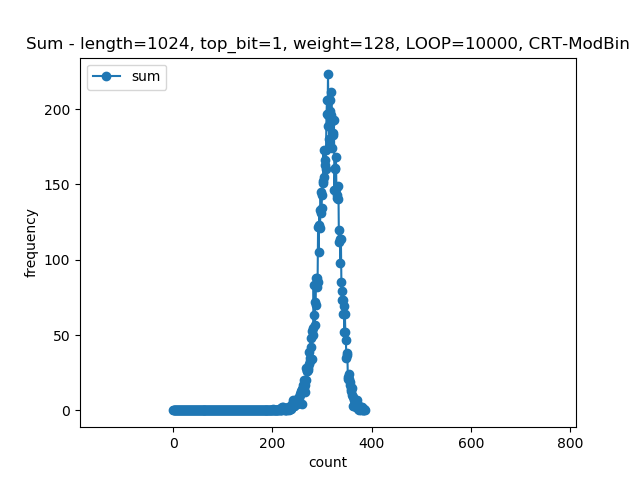 Sum - length=1024, top_bit=1, weight=128, LOOP=10000, CRT-ModBin
sum
frequency
200
150
100
50
0
0
200
400
600
800
count